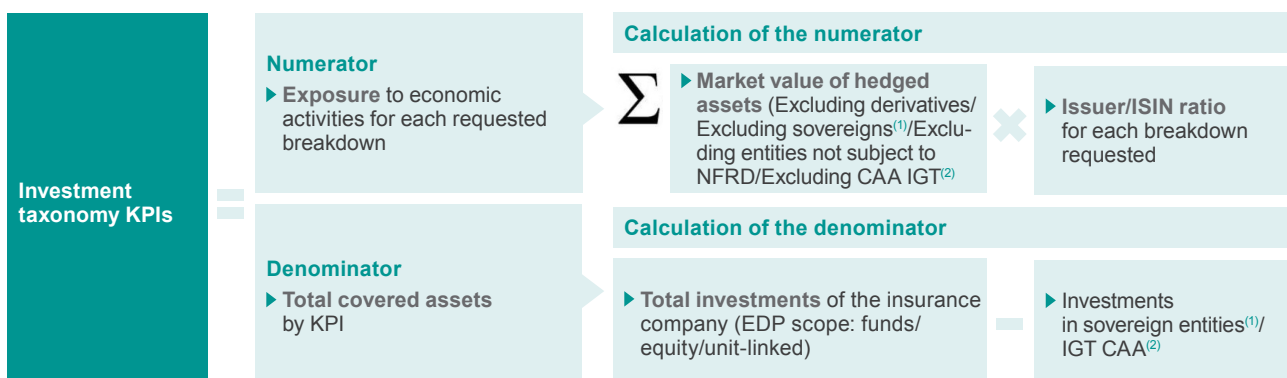 Investment
taxonomy KPIs
=
Numerator
▶ Exposure to economic
activities for each requested
breakdown
Calculation of the numerator
Σ
▶ Market value of hedged
assets (Excluding derivatives/
Excluding sovereigns(1)/Exclu-
ding entities not subject to
NFRD/Excluding CAA IGT(2)
×
▶ Issuer/ISIN ratio
for each breakdown
requested
Denominator
▶ Total covered assets
by KPI
Calculation of the denominator
▶ Total investments of the insurance
company (EDP scope: funds/
equity/unit-linked)
–
▶ Investments
in sovereign entities(1)/
IGT CAA(2)